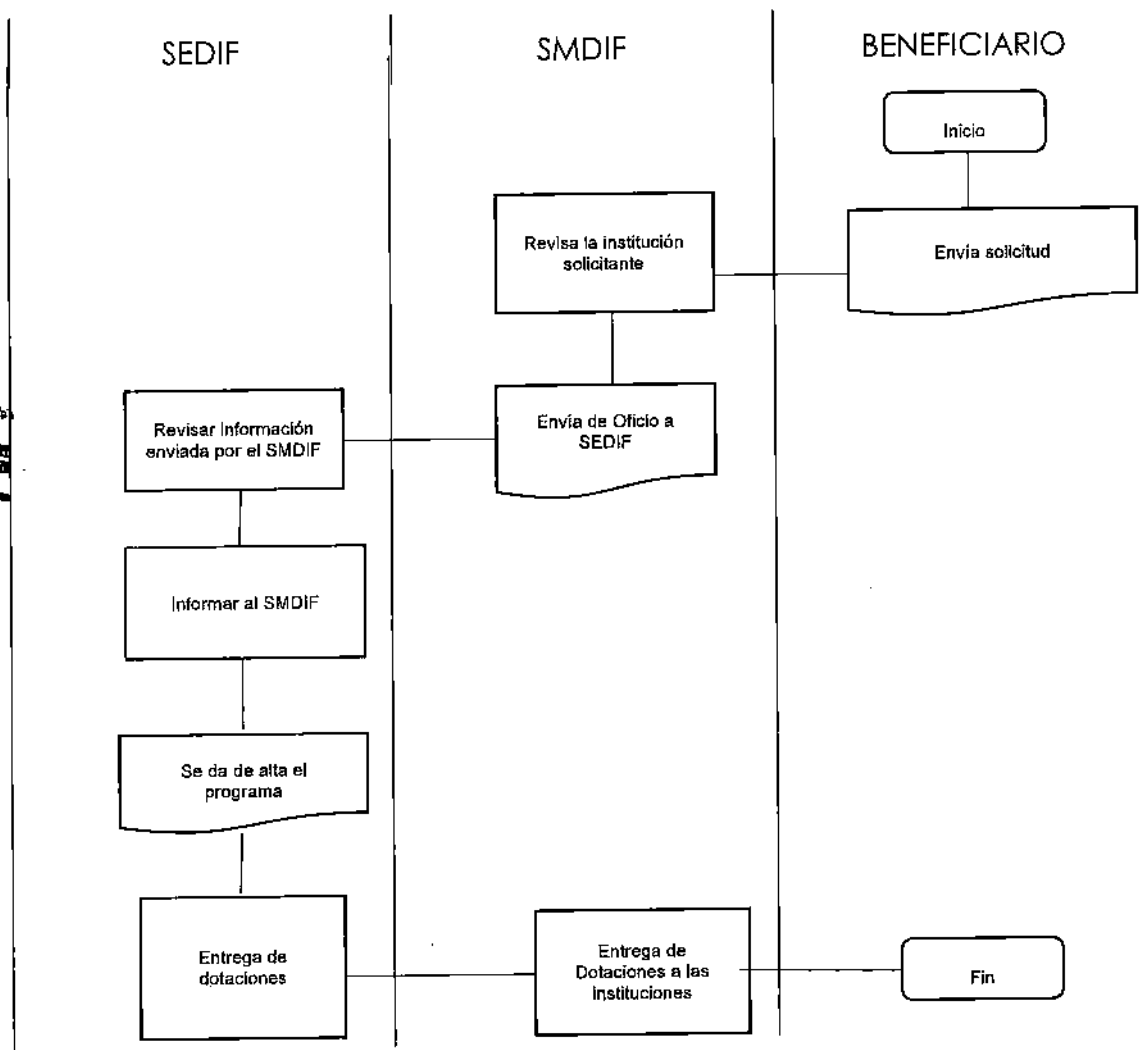 SEDIF
SMDIF
BENEFICIARIO
Inicio
Envía solicitud
Revisa la institución
solicitante
Envía de Oficio a
SEDIF
Revisar Información
enviada por el SMDIF
Informar al SMDIF
Se da de alta el
programa
Entrega de
dotaciones
Entrega de
Dotaciones a las
instituciones
Fin